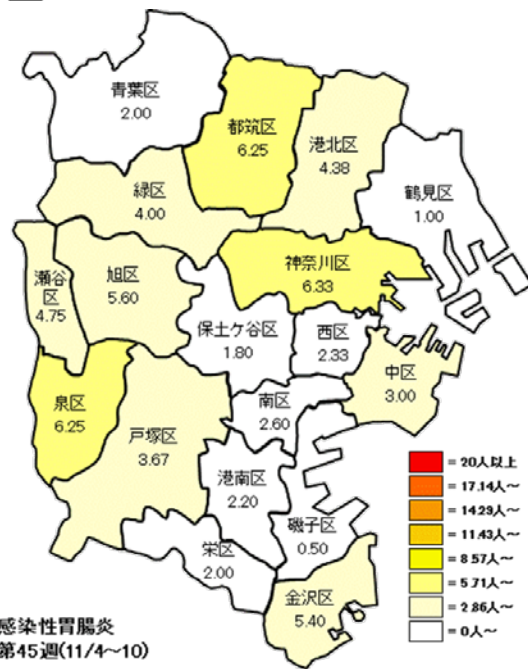 青葉区
2.00
都筑区
6.25
港北区
4.38
鶴見区
1.00
緑区
4.00
神奈川区
6.33
瀬谷
区
4.75
旭区
5.60
保土ケ谷区
1.80
西区
2.33
中区
3.00
泉区
6.25
戸塚区
3.67
南区
2.60
港南区
2.20
磯子区
0.50
栄区
2.00
金沢区
5.40
= 20人以上
= 17.14人～
= 14.29人～
= 11.43人～
= 8.57人～
= 5.71人～
= 2.86人～
= 0人～
感染性胃腸炎
第45週(11/4～10)